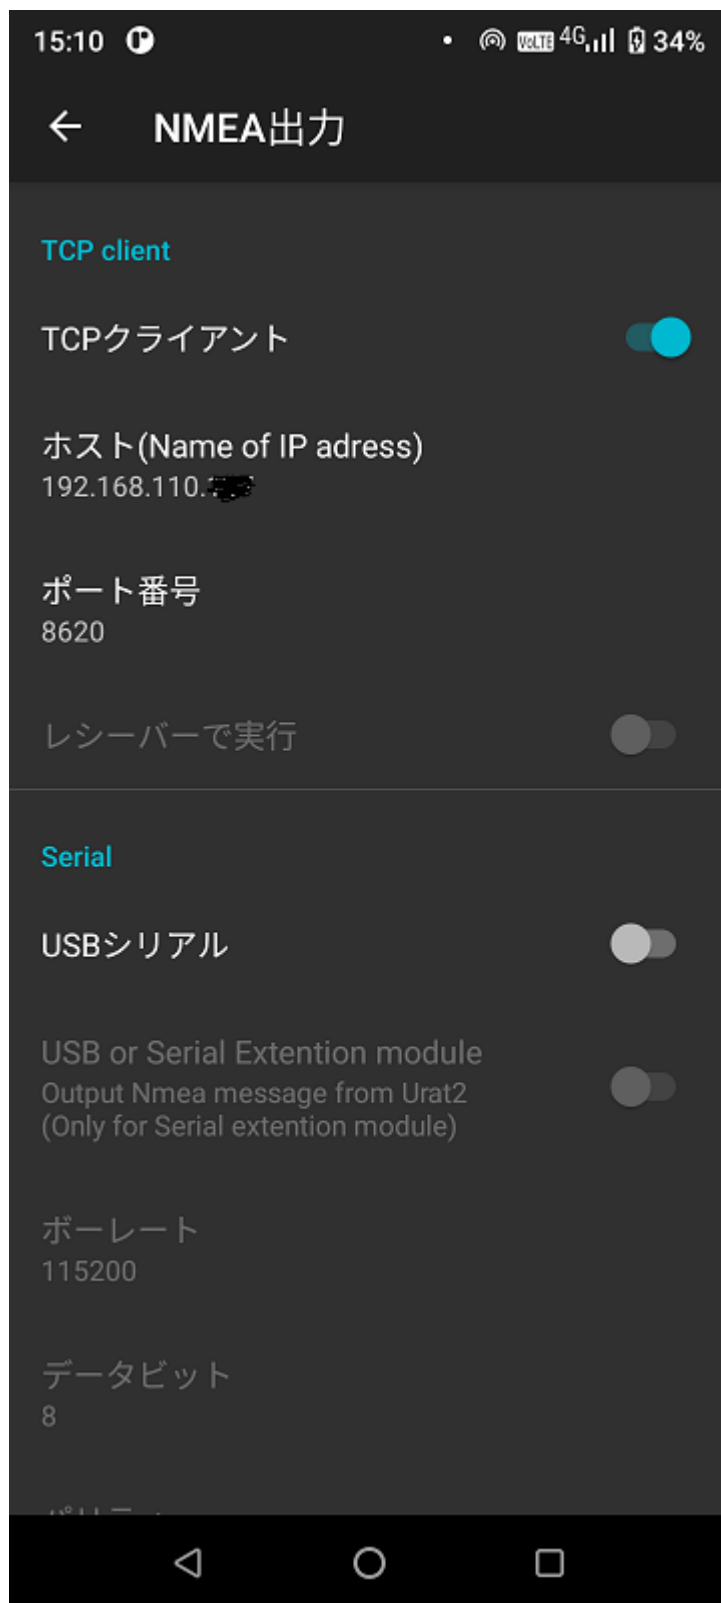 15:10
VoLTE 4G 34%
NMEA出力
TCP client
TCPクライアント
ホスト(Name of IP adress)
192.168.110.
ポート番号
8620
レシーバーで実行
Serial
USBシリアル
USB or Serial Extention module
Output Nmea message from Urat2
(Only for Serial extention module)
ボーレート
115200
データビット
8